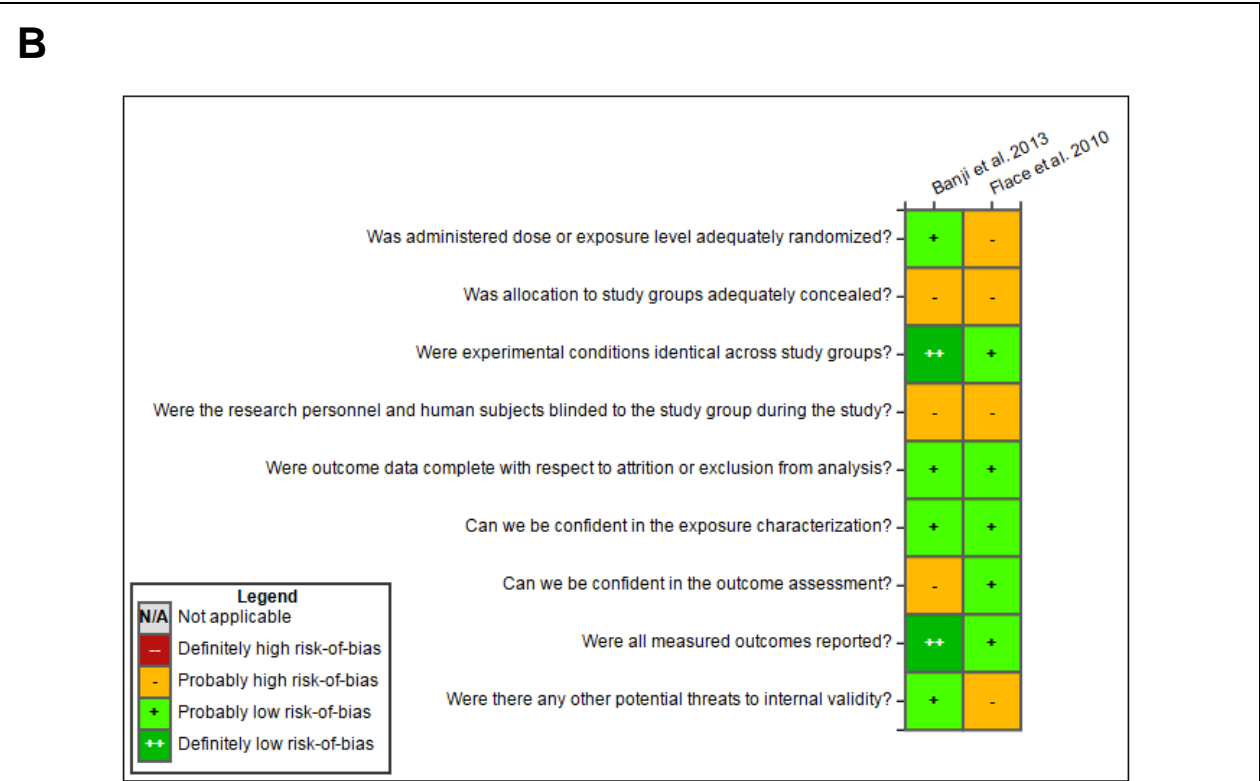 B
Banji et al. 2013
Flace et al. 2010
Was administered dose or exposure level adequately randomized? + -
Was allocation to study groups adequately concealed? - -
Were experimental conditions identical across study groups? ++ +
Were the research personnel and human subjects blinded to the study group during the study? - -
Were outcome data complete with respect to attrition or exclusion from analysis? + +
Can we be confident in the exposure characterization? + +
Can we be confident in the outcome assessment? - +
Were all measured outcomes reported? ++ +
Were there any other potential threats to internal validity? + -
Legend
N/A Not applicable
-- Definitely high risk-of-bias
- Probably high risk-of-bias
+ Probably low risk-of-bias
++ Definitely low risk-of-bias